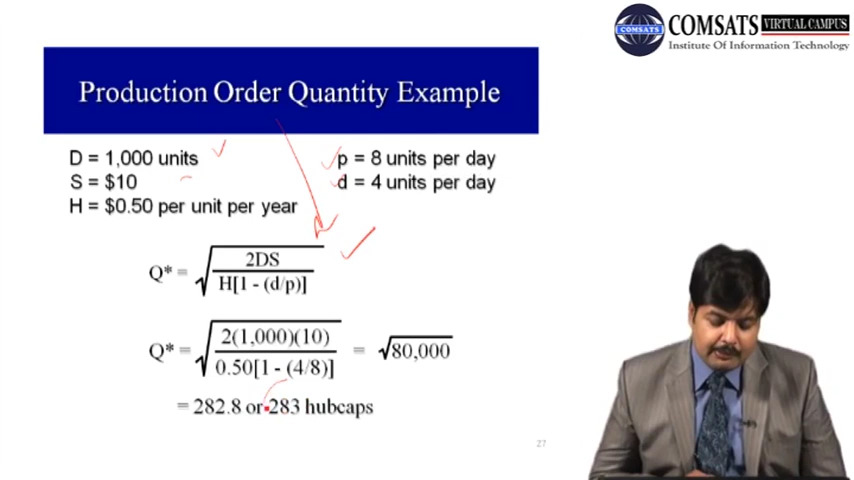 COMSATS VIRTUAL CAMPUS
COMSATS
Institute Of Information Technology
Production Order Quantity Example
D = 1,000 units
S = $10
H = $0.50 per unit per year
p = 8 units per day
d = 4 units per day
Q* = √ 2DS / H[1 - (d/p)]
Q* = √ 2(1,000)(10) / 0.50[1 - (4/8)] = √80,000
= 282.8 or 283 hubcaps
27